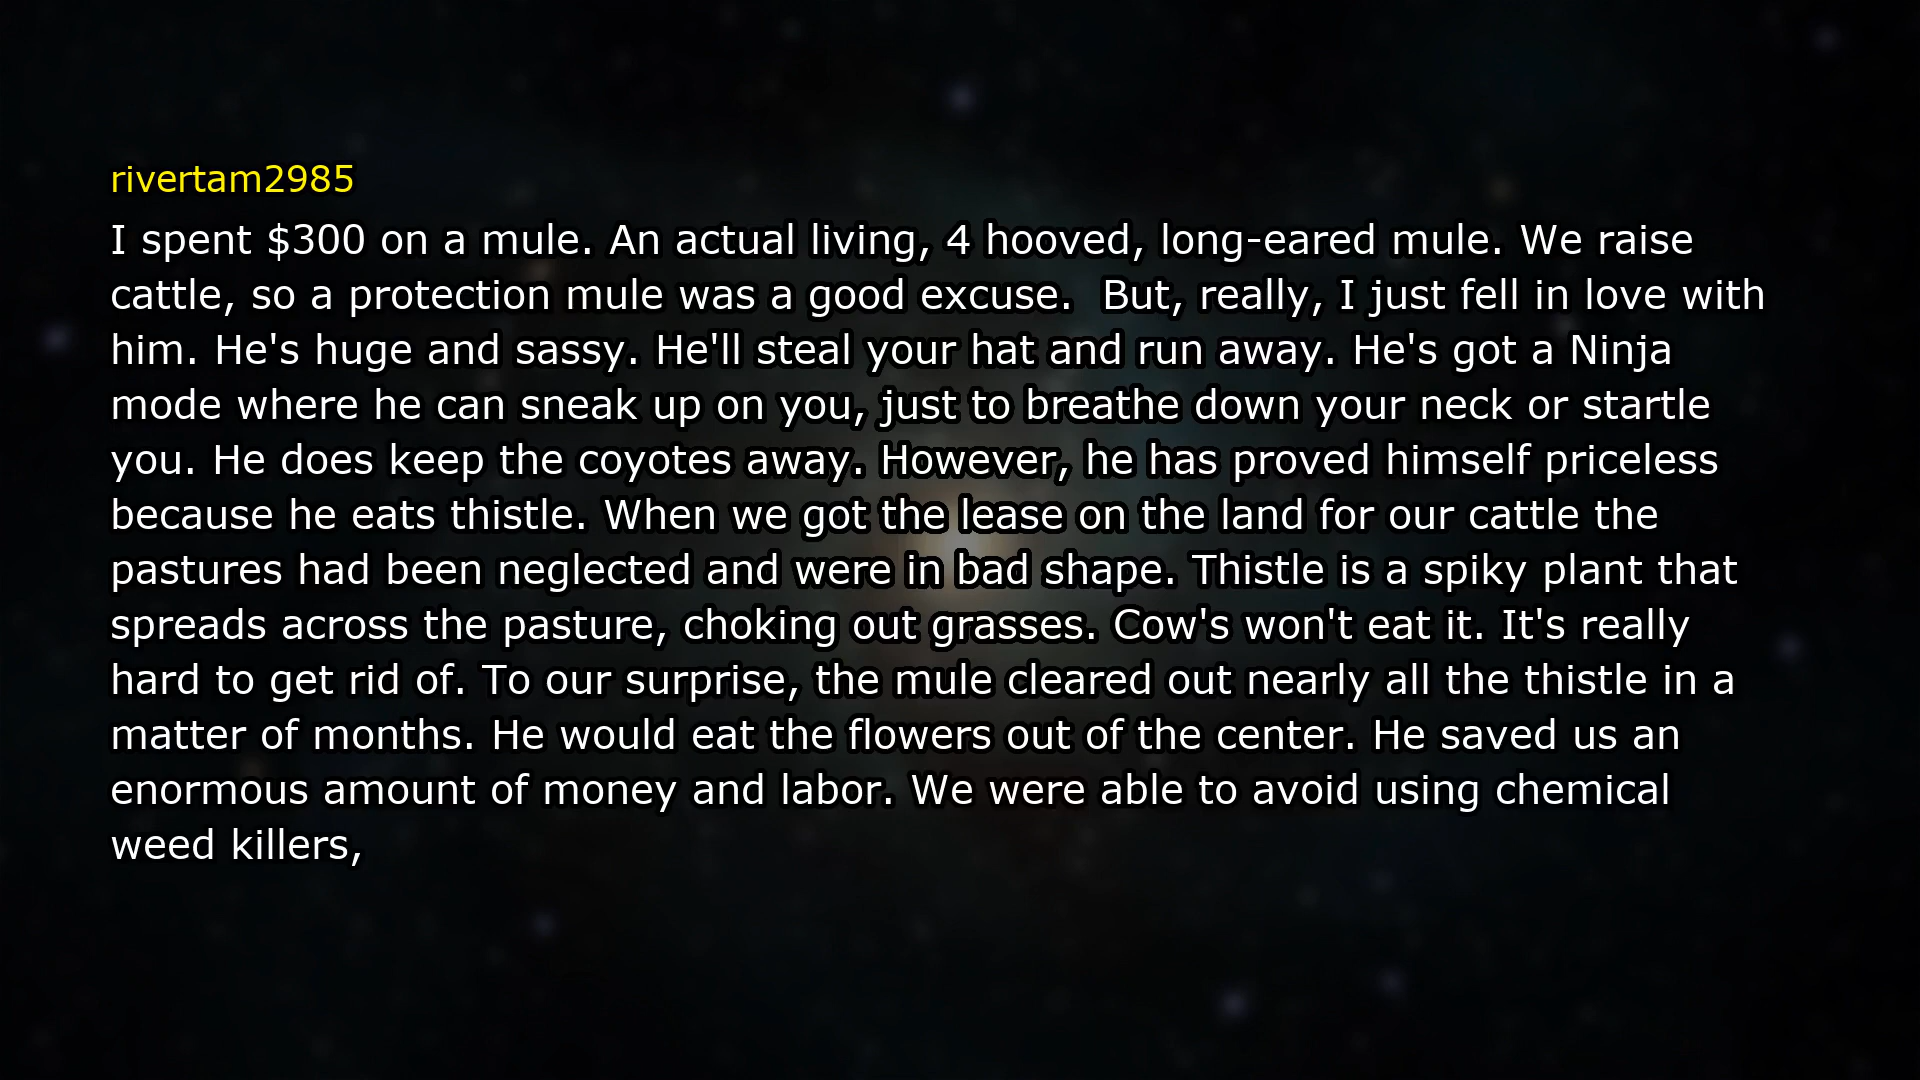 rivertam2985
I spent $300 on a mule. An actual living, 4 hooved, long-eared mule. We raise
cattle, so a protection mule was a good excuse.  But, really, I just fell in love with
him. He's huge and sassy. He'll steal your hat and run away. He's got a Ninja
mode where he can sneak up on you, just to breathe down your neck or startle
you. He does keep the coyotes away. However, he has proved himself priceless
because he eats thistle. When we got the lease on the land for our cattle the
pastures had been neglected and were in bad shape. Thistle is a spiky plant that
spreads across the pasture, choking out grasses. Cow's won't eat it. It's really
hard to get rid of. To our surprise, the mule cleared out nearly all the thistle in a
matter of months. He would eat the flowers out of the center. He saved us an
enormous amount of money and labor. We were able to avoid using chemical
weed killers,